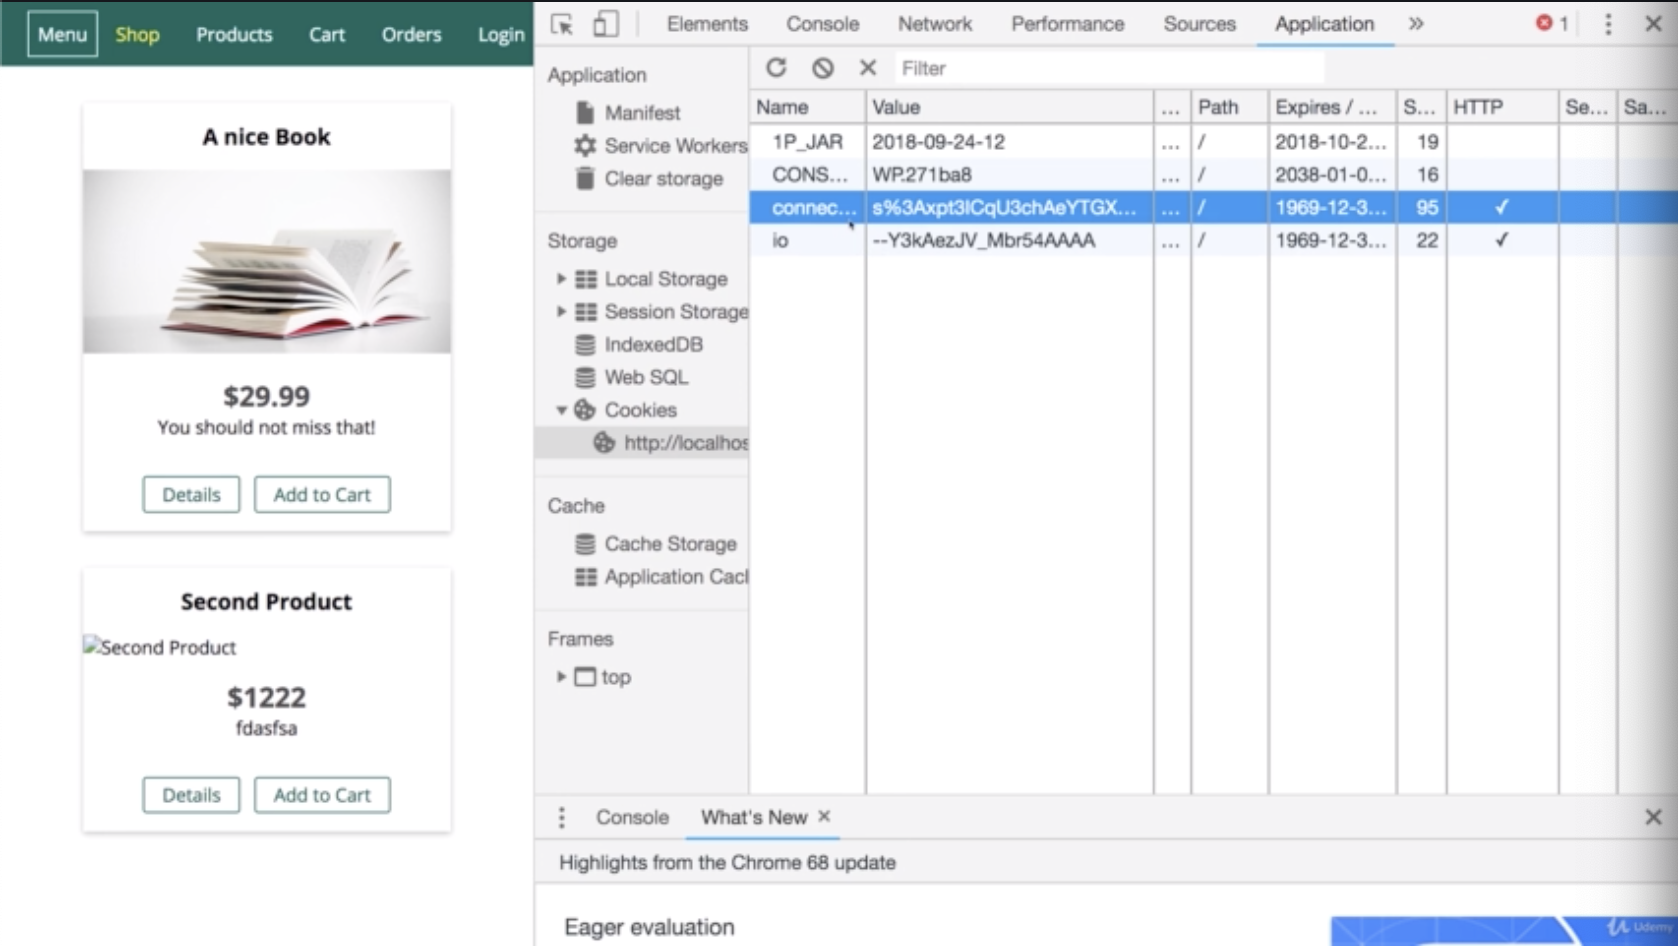 Menu Shop Products Cart Orders Login
A nice Book
$29.99
You should not miss that!
Details Add to Cart
Second Product
Second Product
$1222
fdasfsa
Details Add to Cart
Elements Console Network Performance Sources Application » 1
Application
Manifest
Service Workers
Clear storage
Storage
Local Storage
Session Storage
IndexedDB
Web SQL
Cookies
http://localhos
Cache
Cache Storage
Application Cacl
Frames
top
Filter
Name Value ... Path Expires / ... S... HTTP Se... Sa...
1P_JAR 2018-09-24-12 ... / 2018-10-2... 19
CONS... WP.271ba8 ... / 2038-01-0... 16
connec... s%3Axpt3lCqU3chAeYTGX... ... / 1969-12-3... 95 ✓
io --Y3kAezJV_Mbr54AAAA ... / 1969-12-3... 22 ✓
Console What's New
Highlights from the Chrome 68 update
Eager evaluation
Udemy